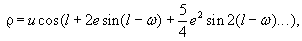 ϱ = u cos(l + 2e sin(l − ω) + 5/4 e² sin 2(l − ω)...),